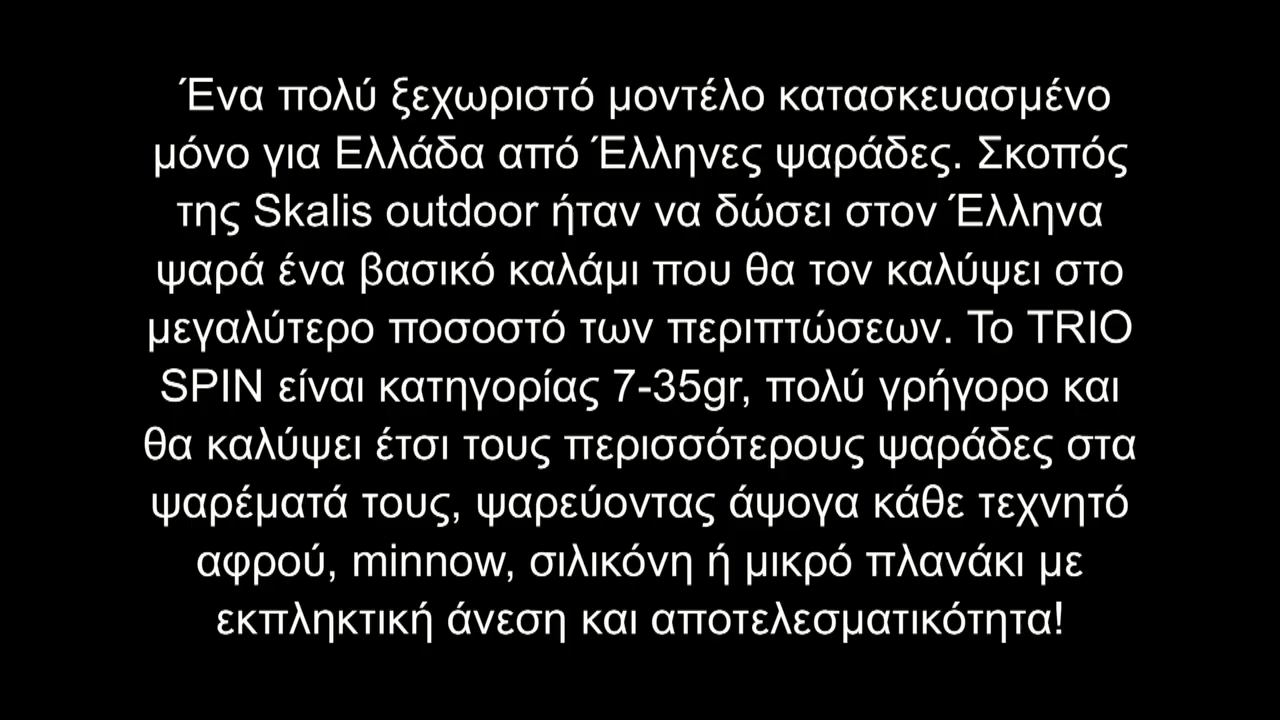 Ένα πολύ ξεχωριστό μοντέλο κατασκευασμένο
μόνο για Ελλάδα από Έλληνες ψαράδες. Σκοπός
της Skalis outdoor ήταν να δώσει στον Έλληνα
ψαρά ένα βασικό καλάμι που θα τον καλύψει στο
μεγαλύτερο ποσοστό των περιπτώσεων. Το TRIO
SPIN είναι κατηγορίας 7-35gr, πολύ γρήγορο και
θα καλύψει έτσι τους περισσότερους ψαράδες στα
ψαρέματά τους, ψαρεύοντας άψογα κάθε τεχνητό
αφρού, minnow, σιλικόνη ή μικρό πλανάκι με
εκπληκτική άνεση και αποτελεσματικότητα!